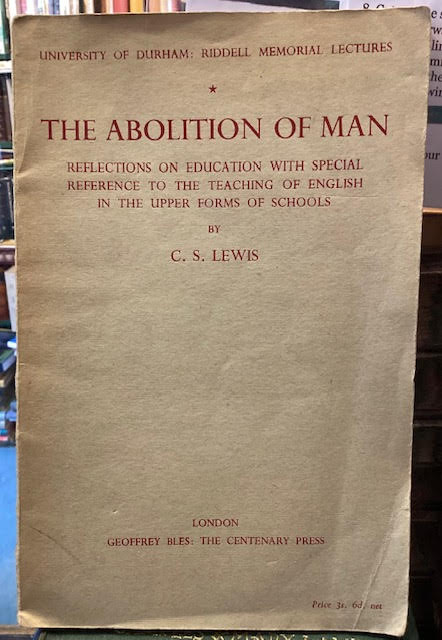 UNIVERSITY OF DURHAM: RIDDELL MEMORIAL LECTURES
THE ABOLITION OF MAN
REFLECTIONS ON EDUCATION WITH SPECIAL
REFERENCE TO THE TEACHING OF ENGLISH
IN THE UPPER FORMS OF SCHOOLS
BY
C. S. LEWIS
LONDON
GEOFFREY BLES: THE CENTENARY PRESS
Price 3s. 6d. net